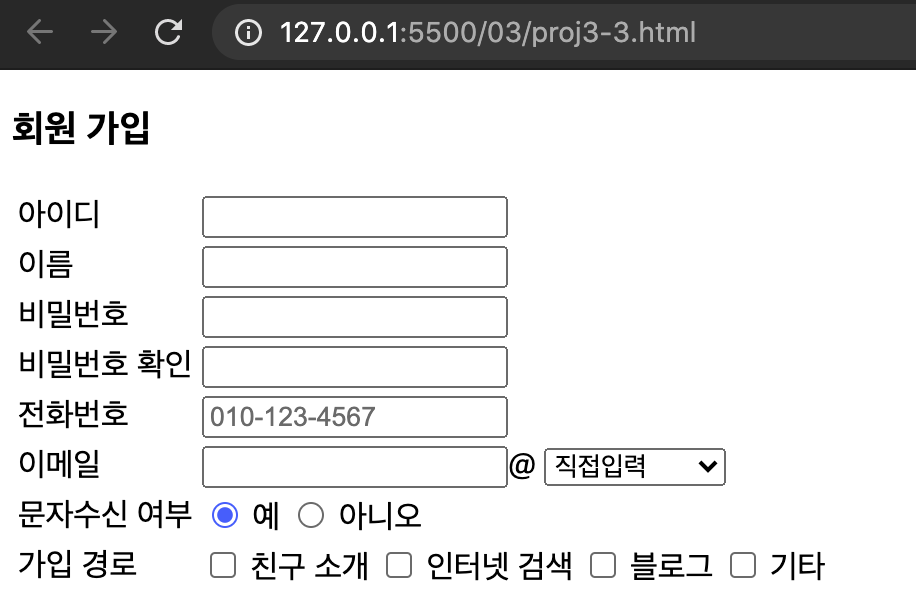 127.0.0.1:5500/03/proj3-3.html
회원 가입
아이디
이름
비밀번호
비밀번호 확인
전화번호 010-123-4567
이메일 @ 직접입력
문자수신 여부 예 아니오
가입 경로 친구 소개 인터넷 검색 블로그 기타